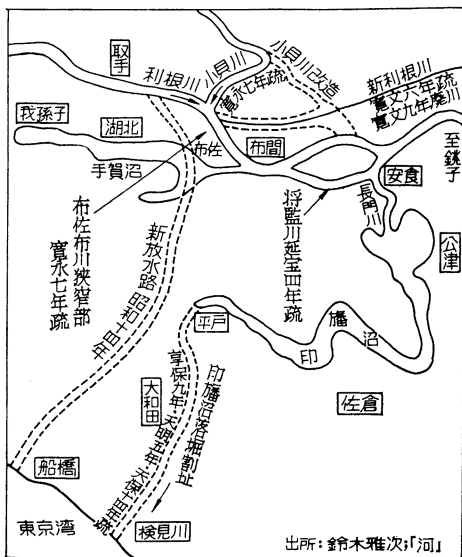 取手
利根川
小貝川
小貝川改造
寛永七年疏
新利根川
寛文六年疏
寛文九年廃川
我孫子
湖北
布佐
布間
至銚子
手賀沼
安食
長門川
公津
布佐布川狭窄部
寛永七年疏
将監川延宝四年疏
新放水路 昭和十四年
平戸
印旛沼
佐倉
大和田
印旛沼落堀割址
享保九年・天明五年・天保十四年疏
船橋
東京湾
検見川
出所：鈴木雅次；「河」